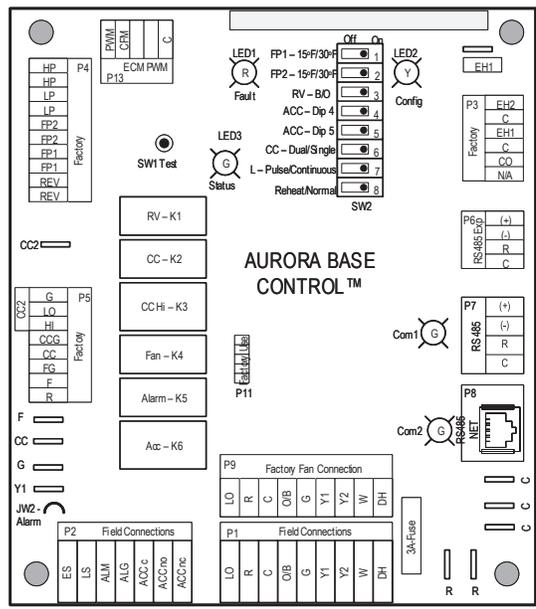 PWM
CFM
C
ECM PWM
P13
LED1
R
Fault
Off On
FP1 – 15ºF/30ºF 1
FP2 – 15ºF/30ºF 2
RV – B/O 3
ACC – Dip 4 4
ACC – Dip 5 5
CC – Dual/Single 6
L – Pulse/Continuous 7
Reheat/Normal 8
SW2
LED2
Y
Config
EH1
P4
HP
HP
LP
LP
FP2
FP2
FP1
FP1
REV
REV
Factory
SW1 Test
LED3
G
Status
P3
EH2
C
EH1
C
CO
N/A
Factory
CC2
RV – K1
CC – K2
CC Hi – K3
Fan – K4
Alarm – K5
Acc – K6
AURORA BASE
CONTROL™
P6
RS485 Exp
(+)
(-)
R
C
CC2
P5
G
LO
HI
CCG
CC
FG
F
R
Factory
Factory Use
P11
Com1
G
P7
RS 485
(+)
(-)
R
C
P8
RS485
NET
Com2
G
F
CC
G
Y1
JW2 -
Alarm
P9 Factory Fan Connection
LO R C O/B G Y1 Y2 W DH
P2 Field Connections
ES LS ALM ALG ACC c ACC no ACC nc
P1 Field Connections
LO R C O/B G Y1 Y2 W DH
3A-Fuse
C
C
C
R R